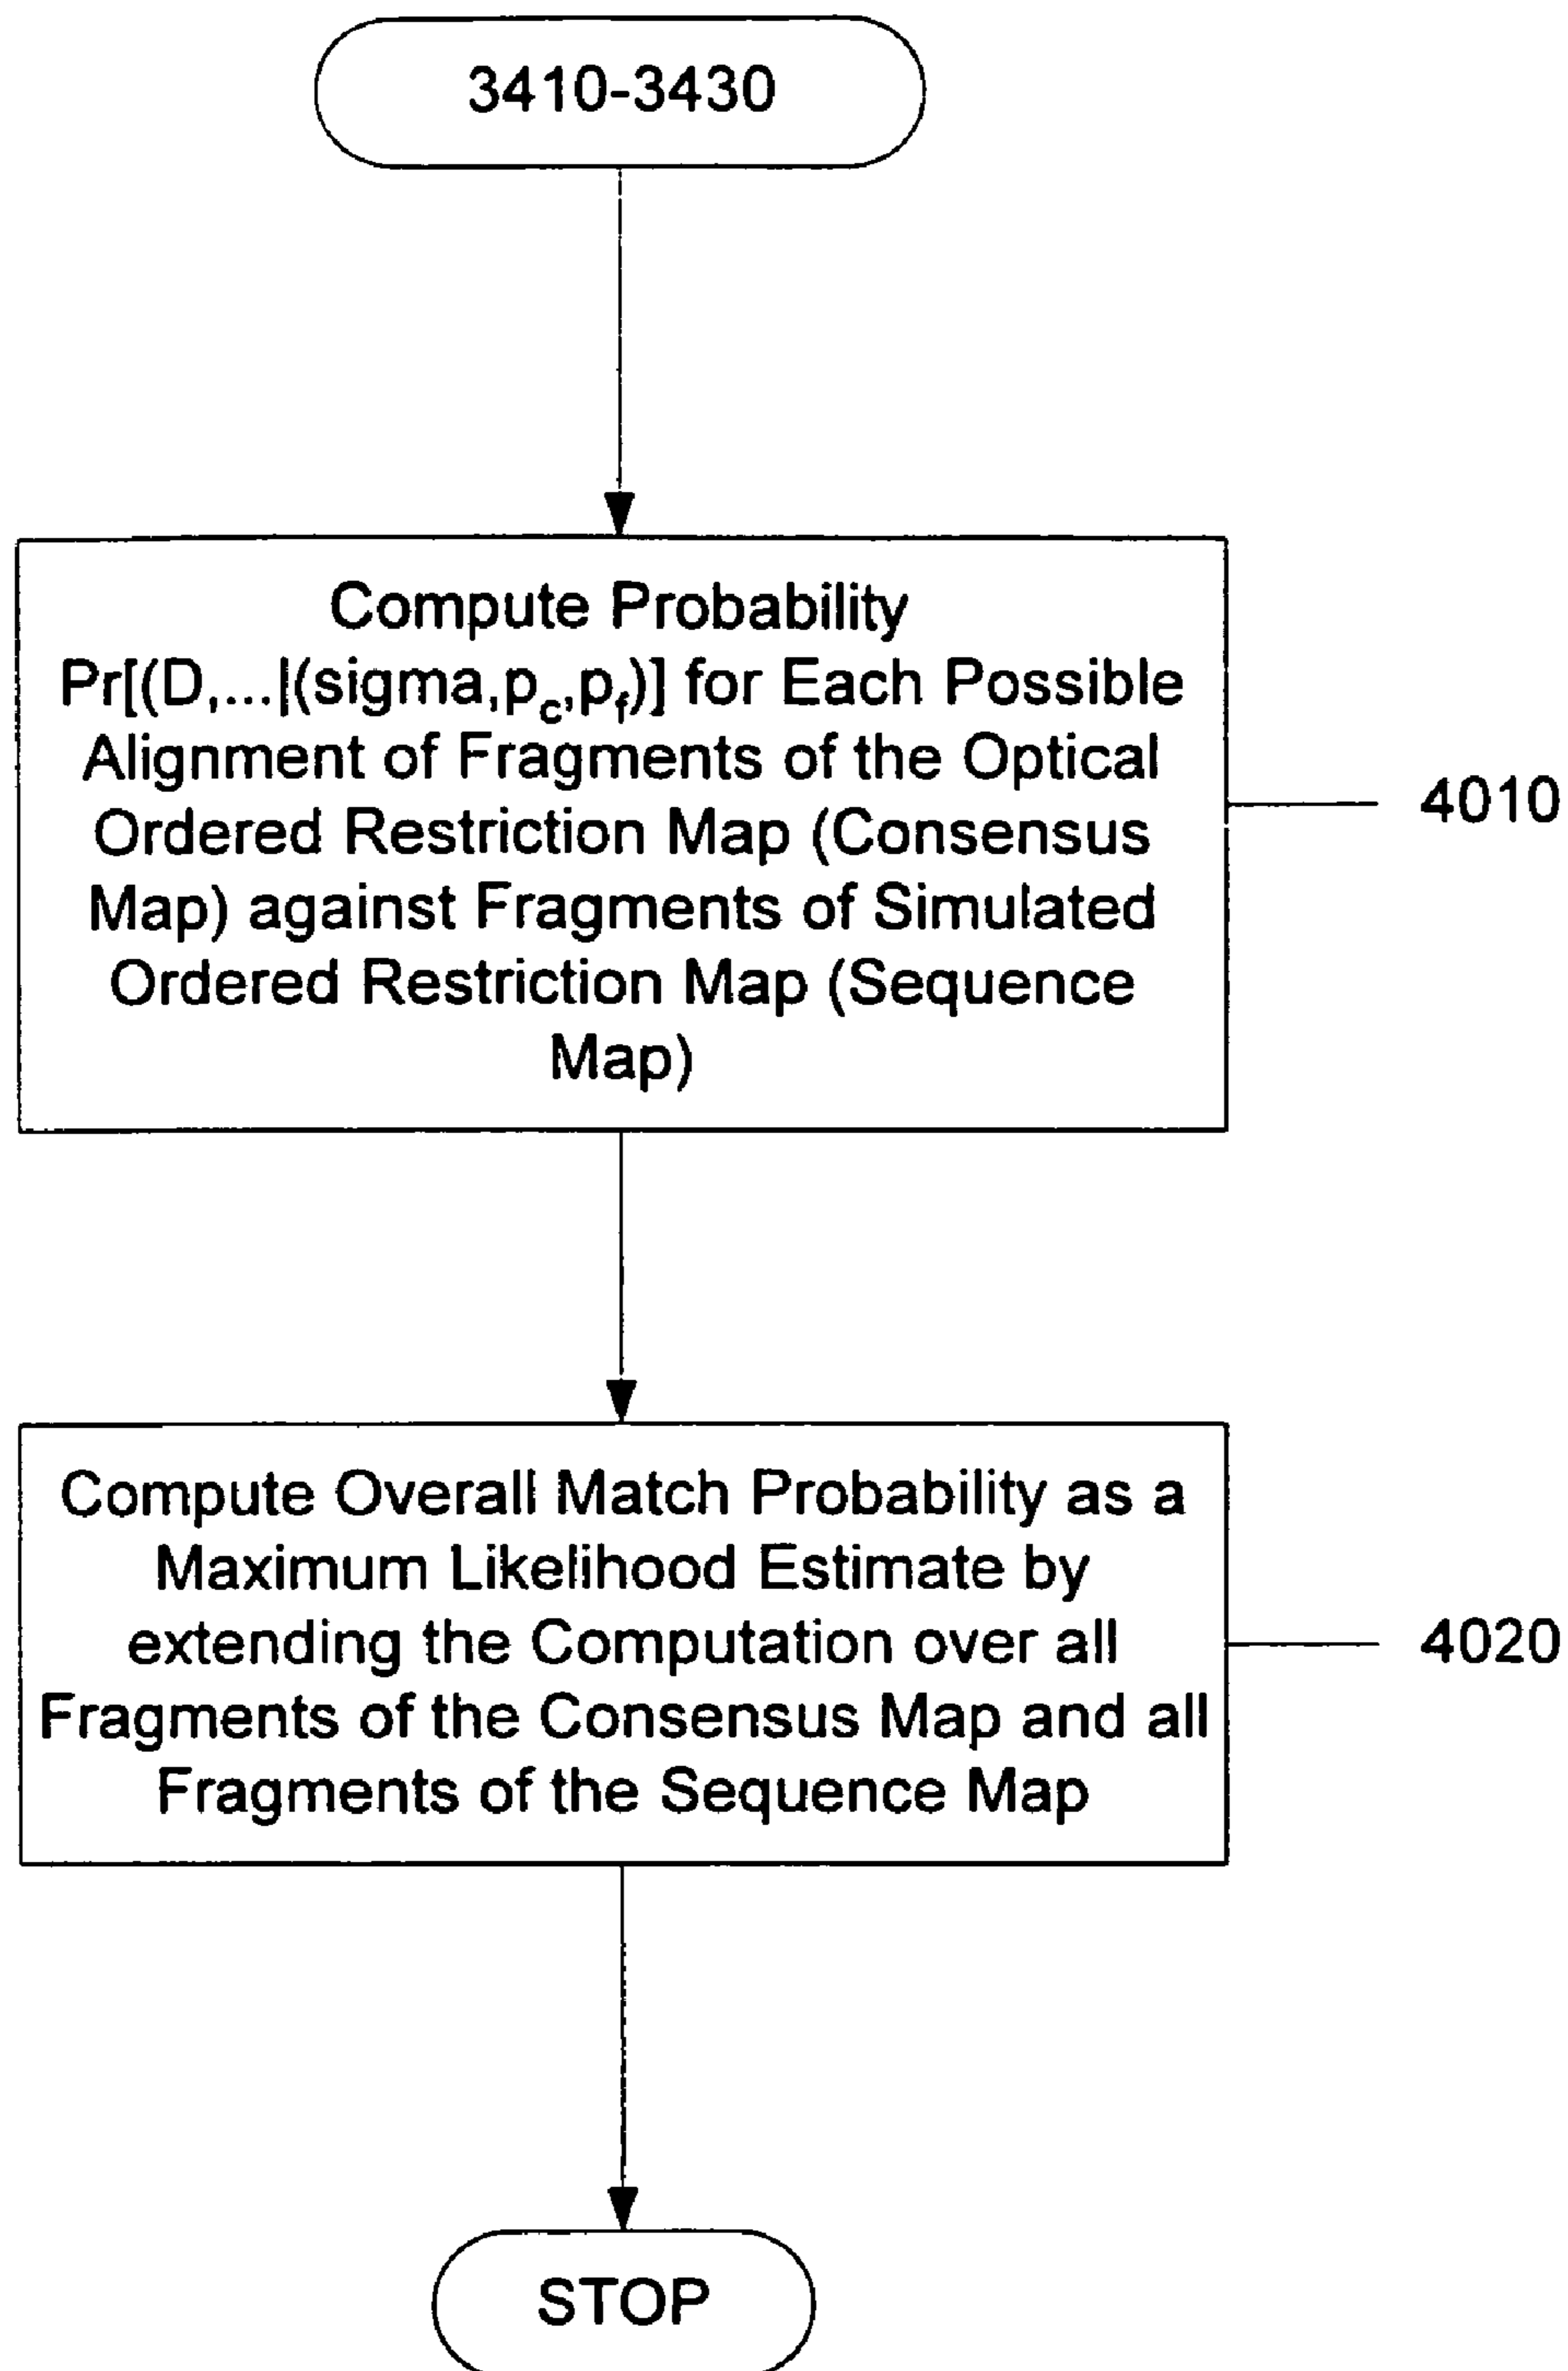 3410-3430
Compute Probability
Pr[(D,...|(sigma,p_c,p_f)] for Each Possible
Alignment of Fragments of the Optical
Ordered Restriction Map (Consensus
Map) against Fragments of Simulated
Ordered Restriction Map (Sequence
Map)
4010
Compute Overall Match Probability as a
Maximum Likelihood Estimate by
extending the Computation over all
Fragments of the Consensus Map and all
Fragments of the Sequence Map
4020
STOP